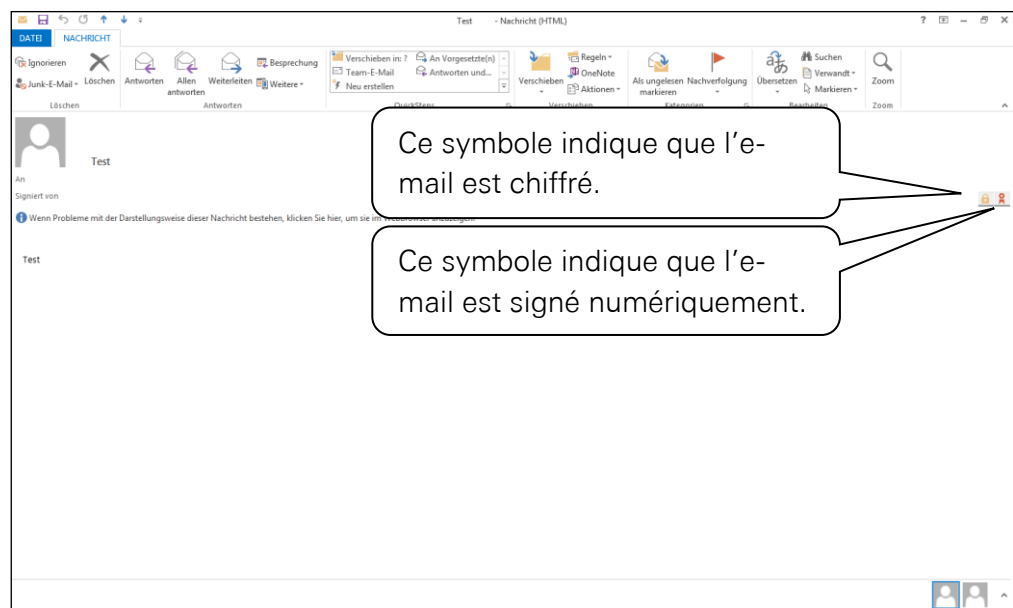 Test - Nachricht (HTML)
DATEI NACHRICHT
Ignorieren
Junk-E-Mail
Löschen
Löschen
Antworten
Allen antworten
Weiterleiten
Besprechung
Weitere
Antworten
Verschieben in: ?
Team-E-Mail
Neu erstellen
An Vorgesetzte(n)
Antworten und...
QuickSteps
Verschieben
Regeln
OneNote
Aktionen
Verschieben
Als ungelesen markieren
Nachverfolgung
Kategorien
Übersetzen
Suchen
Verwandt
Markieren
Bearbeiten
Zoom
Zoom
Test
An
Signiert von
Ce symbole indique que l’e-
mail est chiffré.
Wenn Probleme mit der Darstellungsweise dieser Nachricht bestehen, klicken Sie hier, um sie im Webbrowser anzuzeigen.
Test
Ce symbole indique que l’e-
mail est signé numériquement.